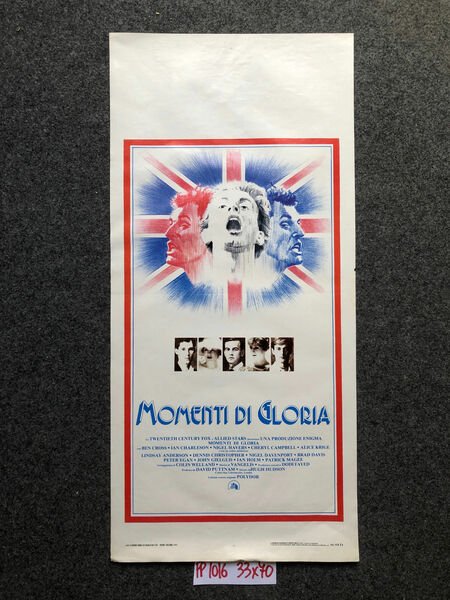 MOMENTI DI GLORIA
TWENTIETH CENTURY FOX - ALLIED STARS UNA PRODUZIONE ENIGMA
MOMENTI DI GLORIA
BEN CROSS • IAN CHARLESON • NIGEL HAVERS • CHERYL CAMPBELL • ALICE KRIGE
LINDSAY ANDERSON • DENNIS CHRISTOPHER • NIGEL DAVENPORT • BRAD DAVIS
PETER EGAN • JOHN GIELGUD • IAN HOLM • PATRICK MAGEE
COLIN WELLAND • VANGELIS • DODI FAYED
DAVID PUTTNAM • HUGH HUDSON
POLYDOR
PP 1016 33x70